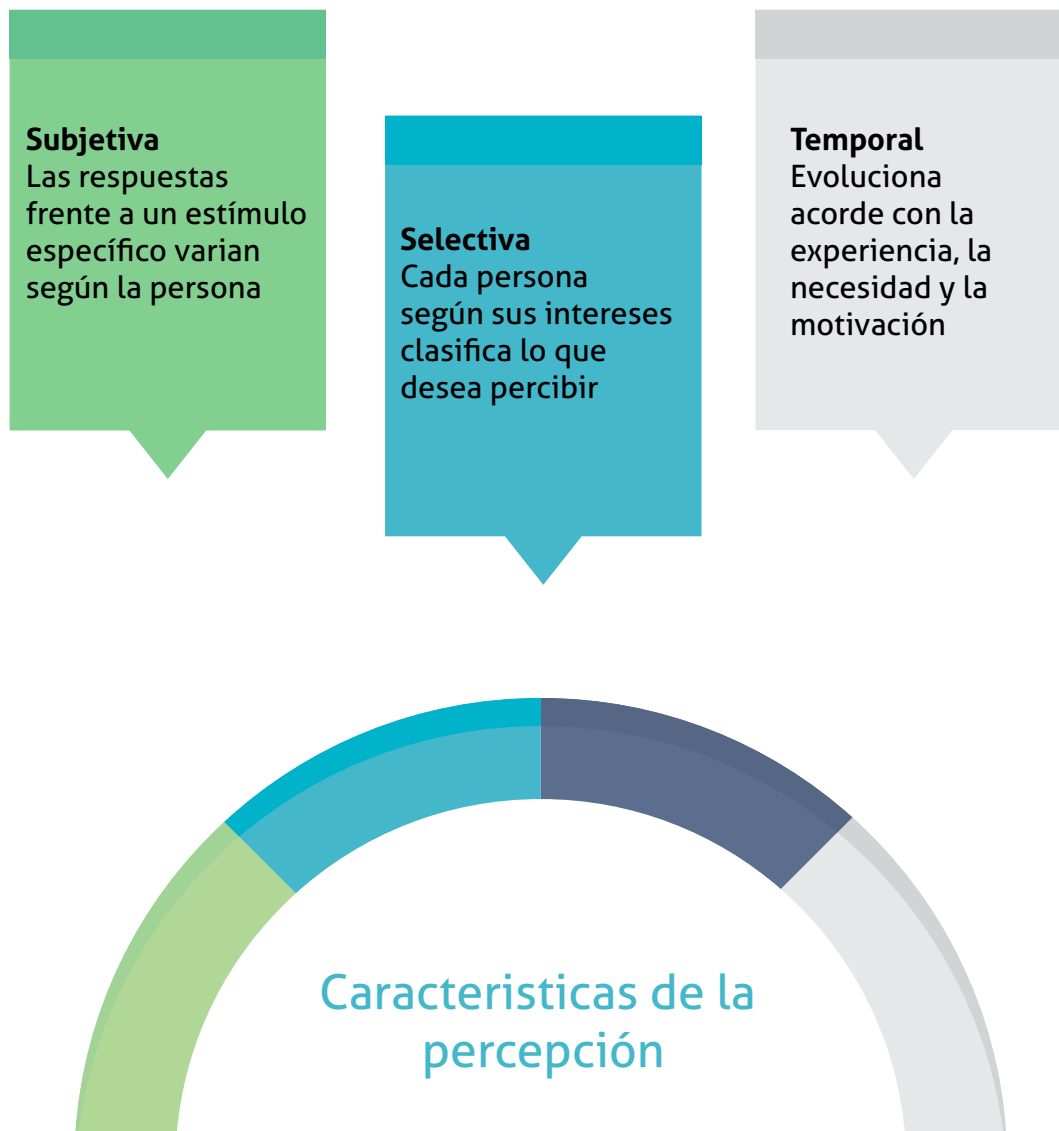 Subjetiva
Las respuestas
frente a un estímulo
específico varian
según la persona
Selectiva
Cada persona
según sus intereses
clasifica lo que
desea percibir
Temporal
Evoluciona
acorde con la
experiencia, la
necesidad y la
motivación
Caracteristicas de la
percepción